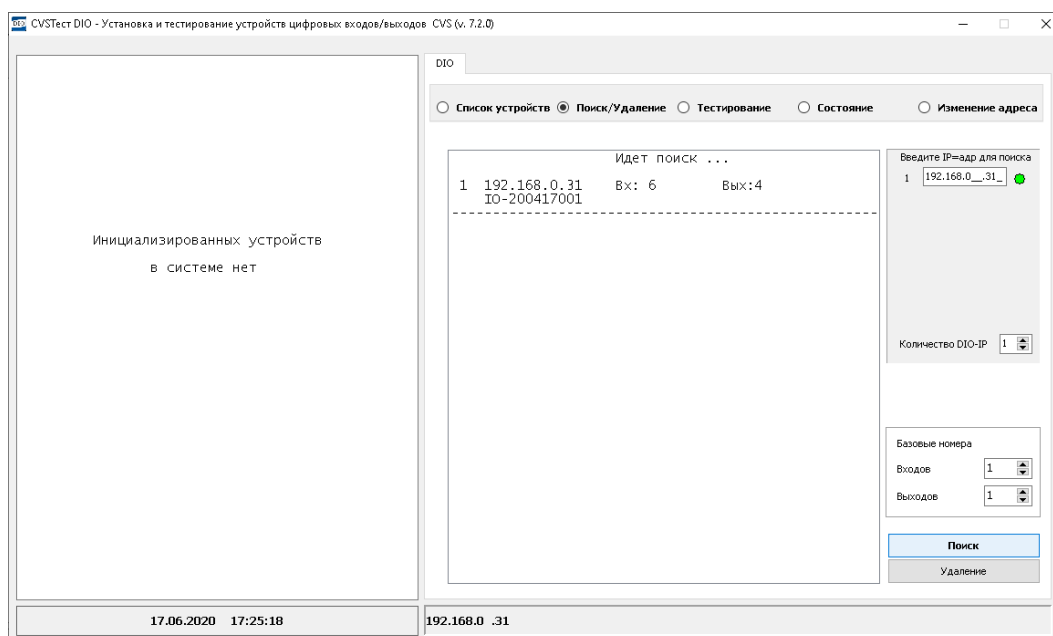 DIO CVSТест DIO - Установка и тестирование устройств цифровых входов/выходов CVS (v. 7.2.0)
Инициализированных устройств
в системе нет
DIO
Список устройств Поиск/Удаление Тестирование Состояние Изменение адреса
Идет поиск ...
1 192.168.0.31 Вх: 6 Вых:4
IO-200417001
Введите IP=адр для поиска
1 192.168.0__.31_
Количество DIO-IP 1
Базовые номера
Входов 1
Выходов 1
Поиск
Удаление
17.06.2020 17:25:18
192.168.0 .31